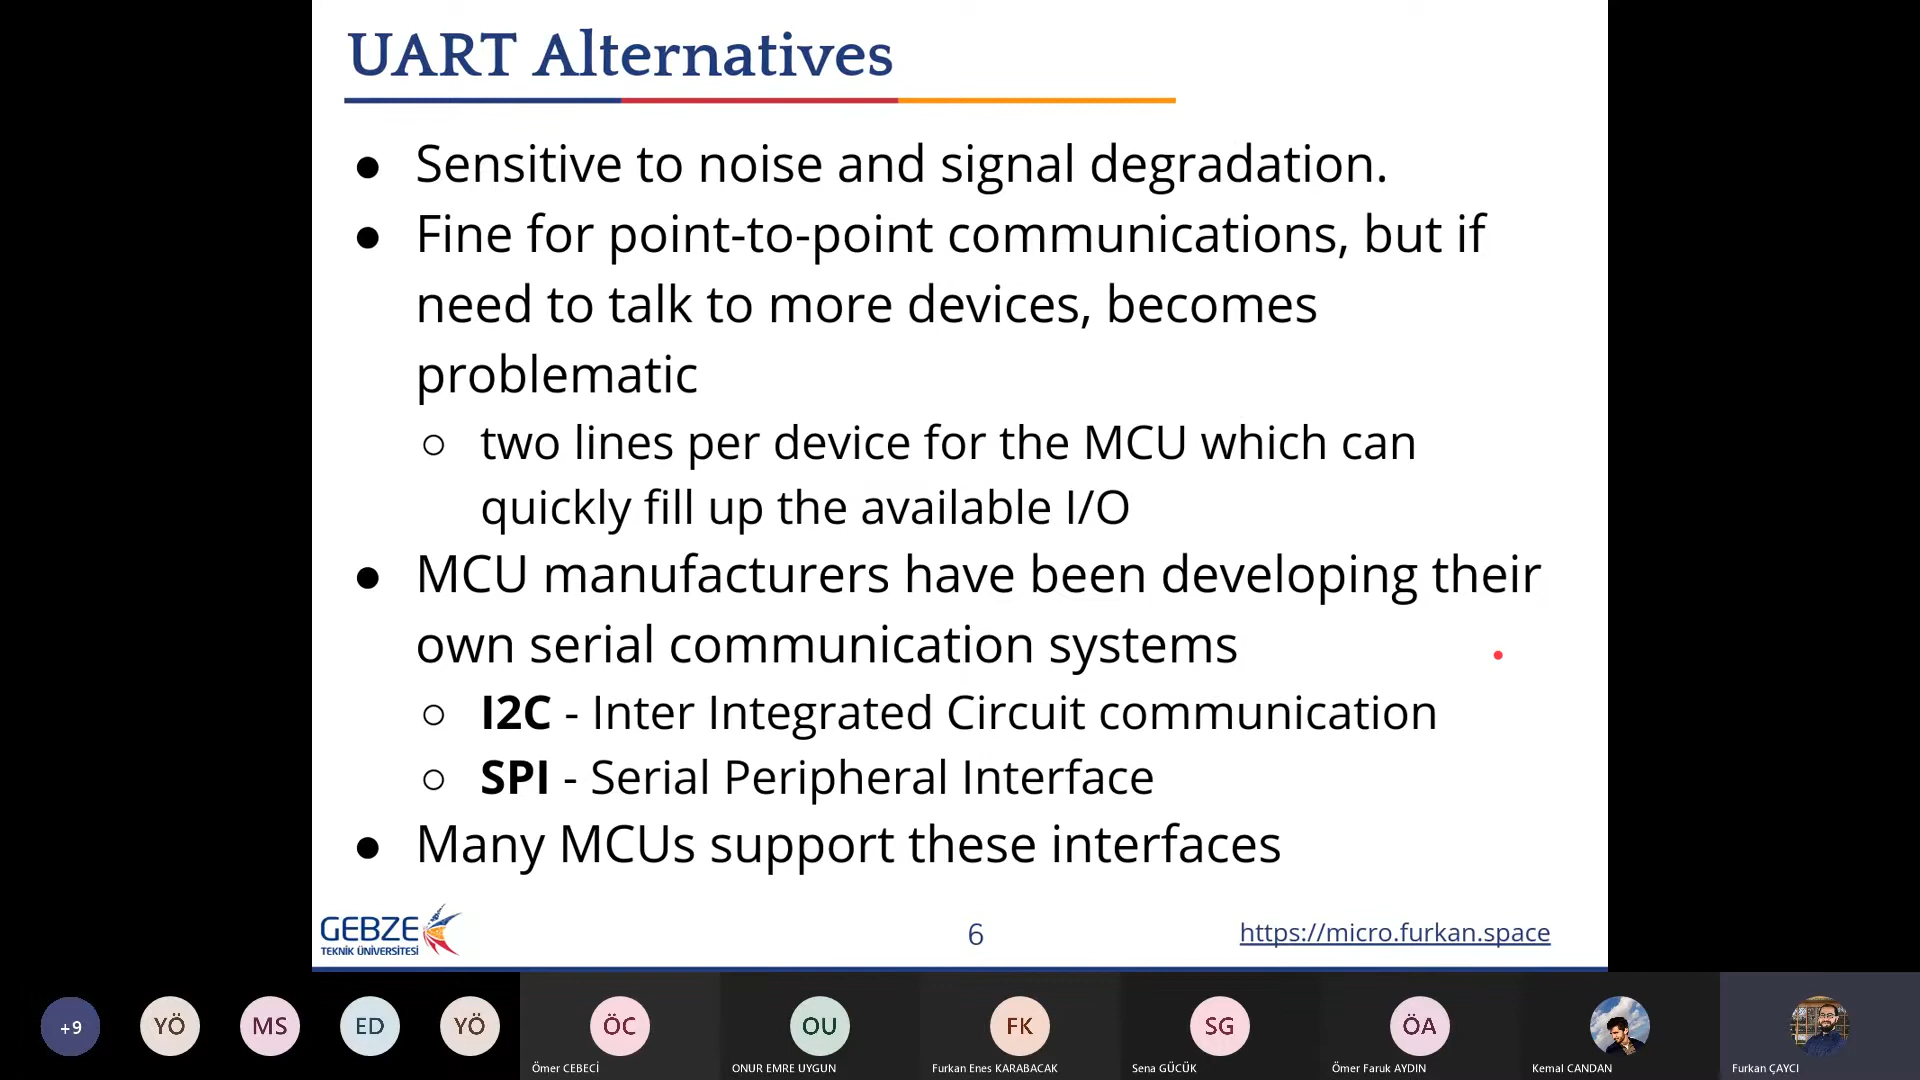 UART Alternatives
● Sensitive to noise and signal degradation.
● Fine for point-to-point communications, but if
need to talk to more devices, becomes
problematic
○ two lines per device for the MCU which can
quickly fill up the available I/O
● MCU manufacturers have been developing their
own serial communication systems
○ I2C - Inter Integrated Circuit communication
○ SPI - Serial Peripheral Interface
● Many MCUs support these interfaces
GEBZE
TEKNİK ÜNİVERSİTESİ
6
https://micro.furkan.space
+9
YÖ
MS
ED
YÖ
ÖC
OU
FK
SG
ÖA
Ömer CEBECİ
ONUR EMRE UYGUN
Furkan Enes KARABACAK
Sena GÜCÜK
Ömer Faruk AYDIN
Kemal CANDAN
Furkan ÇAYCI